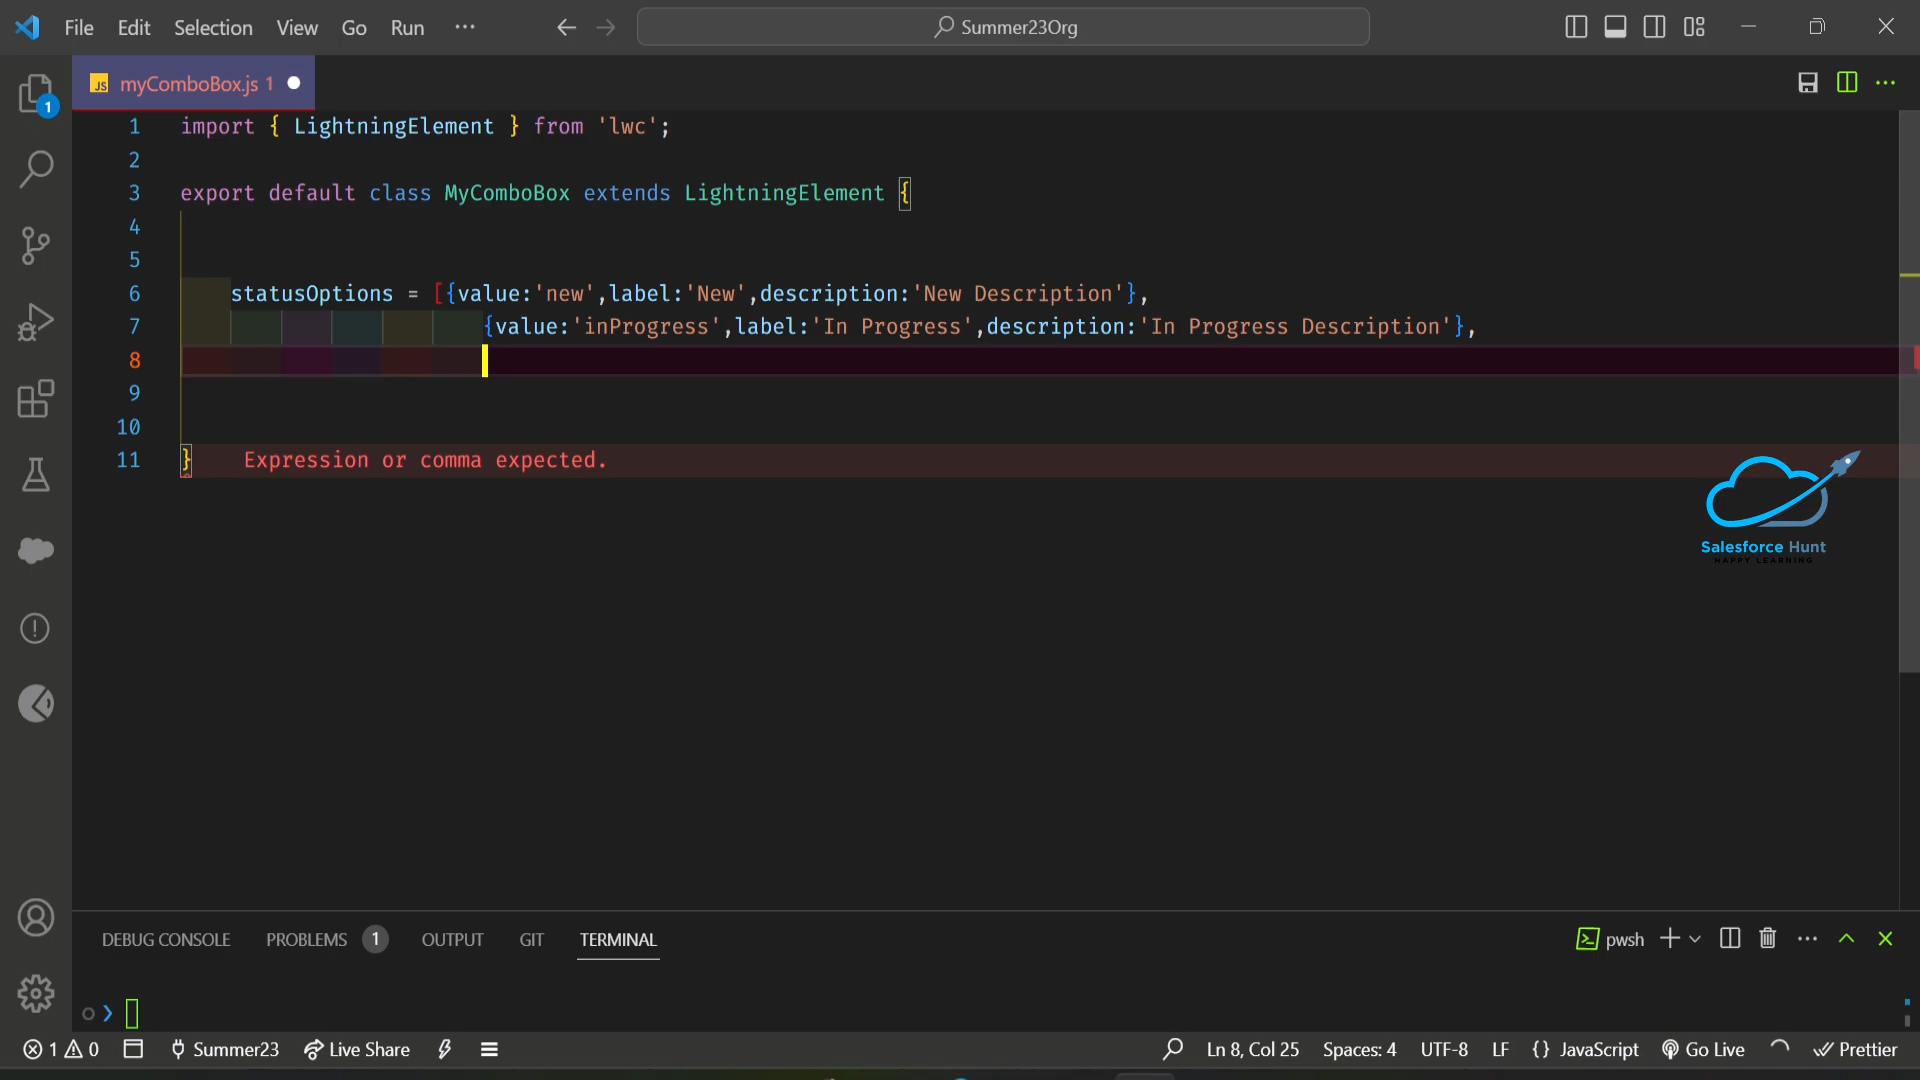 File Edit Selection View Go Run ···
Summer23Org
JS myComboBox.js 1
1 import { LightningElement } from 'lwc';
2
3 export default class MyComboBox extends LightningElement {
4
5
6 statusOptions = [{value:'new',label:'New',description:'New Description'},
7 {value:'inProgress',label:'In Progress',description:'In Progress Description'},
8
9
10
11 } Expression or comma expected.
1
Salesforce Hunt
HAPPY LEARNING
DEBUG CONSOLE PROBLEMS 1 OUTPUT GIT TERMINAL
pwsh
1 0 Summer23 Live Share Ln 8, Col 25 Spaces: 4 UTF-8 LF {} JavaScript Go Live Prettier